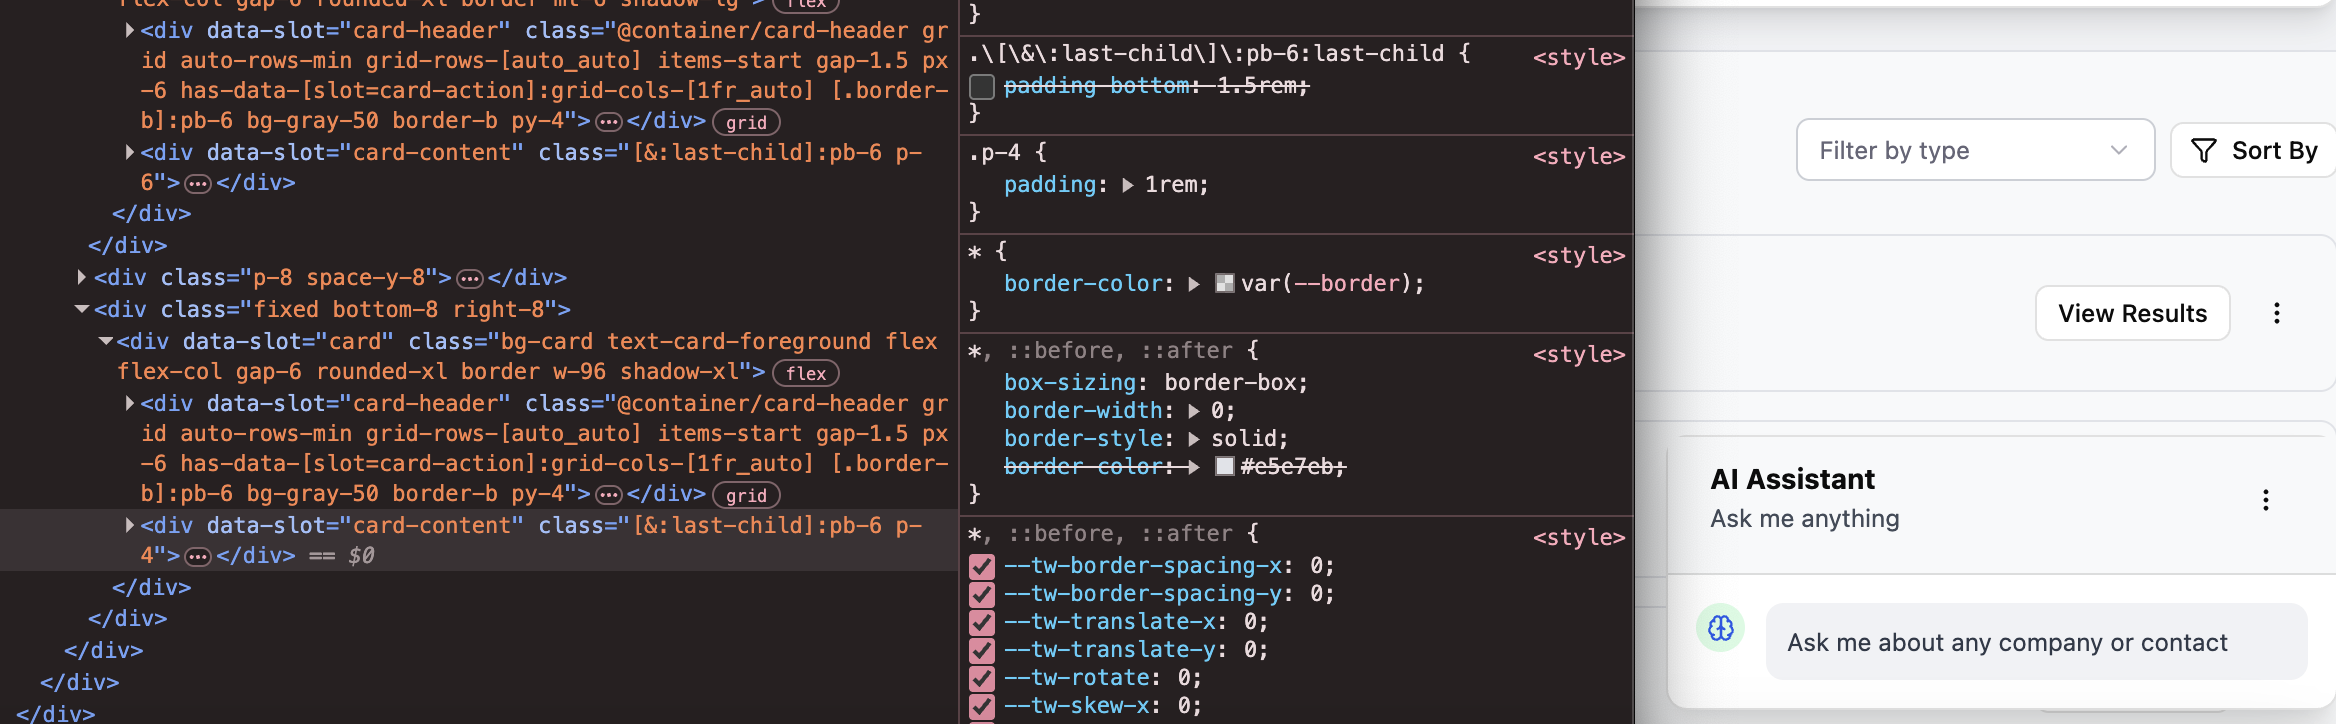 flex-col gap-6 rounded-xl border mt-6 shadow-lg"> flex
<div data-slot="card-header" class="@container/card-header gr
id auto-rows-min grid-rows-[auto_auto] items-start gap-1.5 px
-6 has-data-[slot=card-action]:grid-cols-[1fr_auto] [.border-
b]:pb-6 bg-gray-50 border-b py-4">…</div> grid
<div data-slot="card-content" class="[&:last-child]:pb-6 p-
6">…</div>
</div>
</div>
<div class="p-8 space-y-8">…</div>
<div class="fixed bottom-8 right-8">
<div data-slot="card" class="bg-card text-card-foreground flex
flex-col gap-6 rounded-xl border w-96 shadow-xl"> flex
<div data-slot="card-header" class="@container/card-header gr
id auto-rows-min grid-rows-[auto_auto] items-start gap-1.5 px
-6 has-data-[slot=card-action]:grid-cols-[1fr_auto] [.border-
b]:pb-6 bg-gray-50 border-b py-4">…</div> grid
<div data-slot="card-content" class="[&:last-child]:pb-6 p-
4">…</div> == $0
</div>
</div>
</div>
</div>
</div>
}
.\[\&\:last-child\]\:pb-6:last-child { <style>
padding-bottom: 1.5rem;
}
.p-4 { <style>
padding: 1rem;
}
* { <style>
border-color: var(--border);
}
*, ::before, ::after { <style>
box-sizing: border-box;
border-width: 0;
border-style: solid;
border-color: #e5e7eb;
}
*, ::before, ::after { <style>
--tw-border-spacing-x: 0;
--tw-border-spacing-y: 0;
--tw-translate-x: 0;
--tw-translate-y: 0;
--tw-rotate: 0;
--tw-skew-x: 0;
Filter by type
Sort By
View Results
AI Assistant
Ask me anything
Ask me about any company or contact